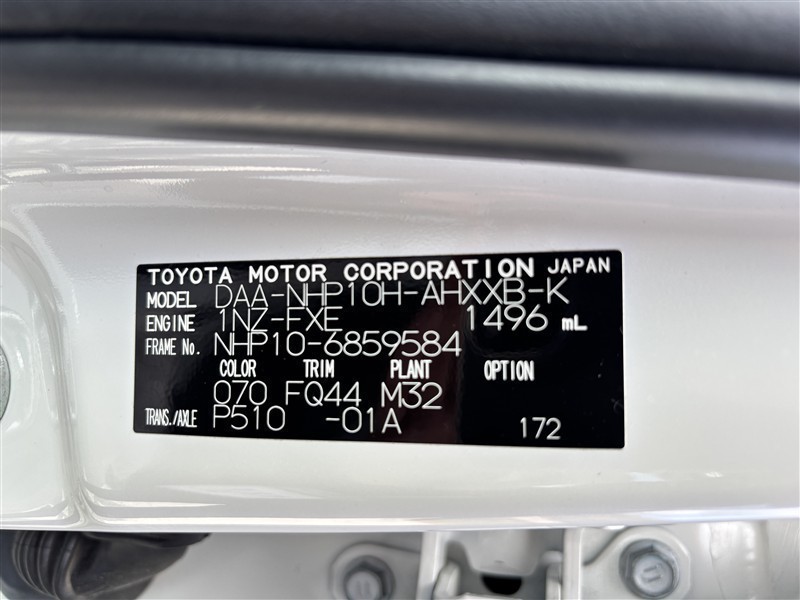 TOYOTA MOTOR CORPORATION JAPAN
MODEL DAA-NHP10H-AHXXB-K
ENGINE 1NZ-FXE 1496 mL
FRAME No. NHP10-6859584
COLOR TRIM PLANT OPTION
070 FQ44 M32
TRANS./AXLE P510 -01A 172